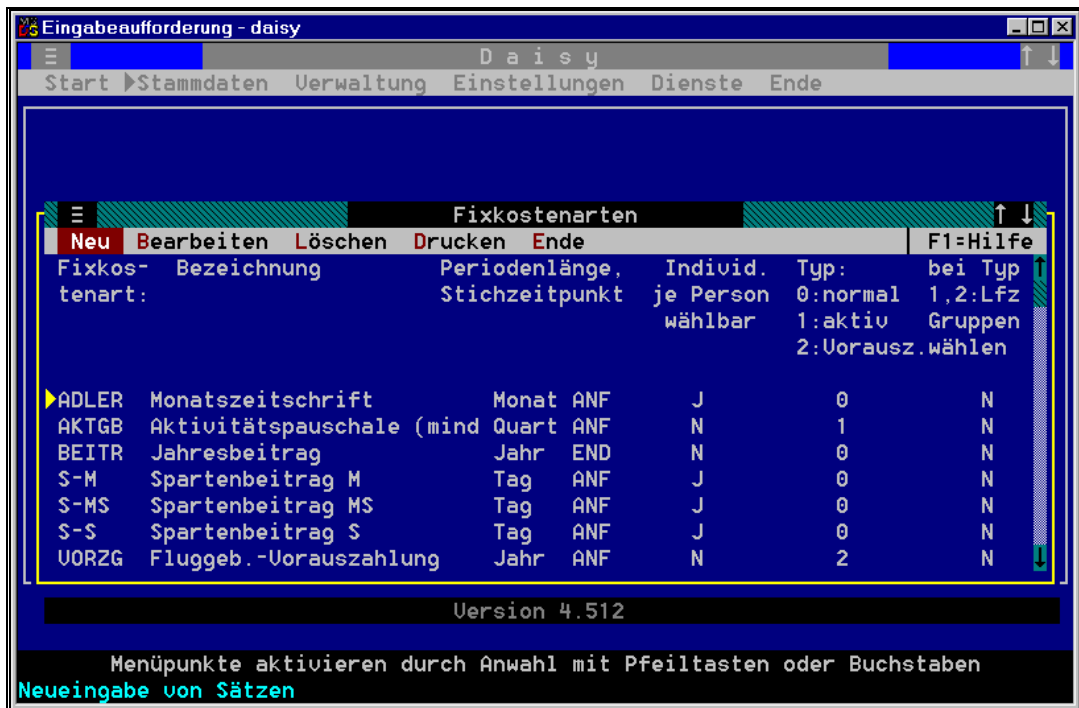 Eingabeaufforderung - daisy
D a i s y
Start Stammdaten Verwaltung Einstellungen Dienste Ende
Fixkostenarten
Neu Bearbeiten Löschen Drucken Ende F1=Hilfe
Fixkos- Bezeichnung Periodenlänge, Individ. Typ: bei Typ
tenart: Stichzeitpunkt je Person 0:normal 1,2:Lfz
wählbar 1:aktiv Gruppen
2:Vorausz.wählen
ADLER Monatszeitschrift Monat ANF J 0 N
AKTGB Aktivitätspauschale (mind Quart ANF N 1 N
BEITR Jahresbeitrag Jahr END N 0 N
S-M Spartenbeitrag M Tag ANF J 0 N
S-MS Spartenbeitrag MS Tag ANF J 0 N
S-S Spartenbeitrag S Tag ANF J 0 N
VORZG Fluggeb.-Vorauszahlung Jahr ANF N 2 N
Version 4.512
Menüpunkte aktivieren durch Anwahl mit Pfeiltasten oder Buchstaben
Neueingabe von Sätzen